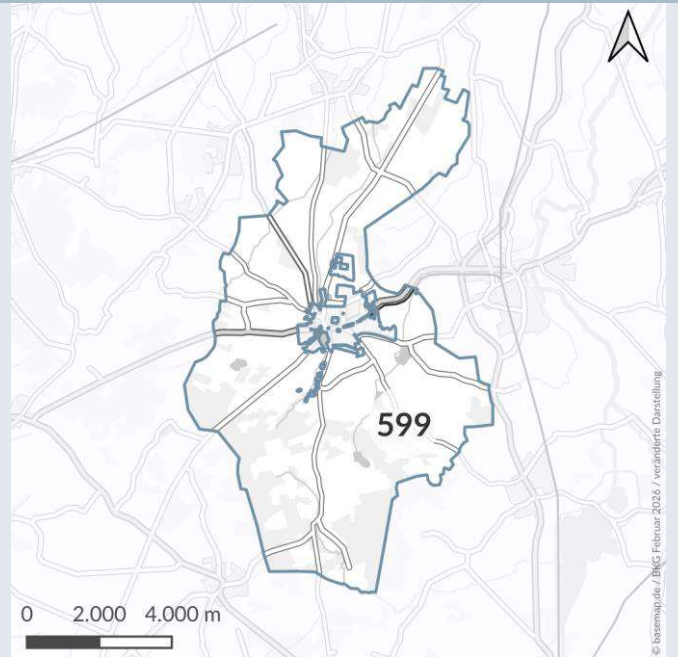 599
0 2.000 4.000 m
© basemap.de / BKG Februar 2026 / veränderte Darstellung